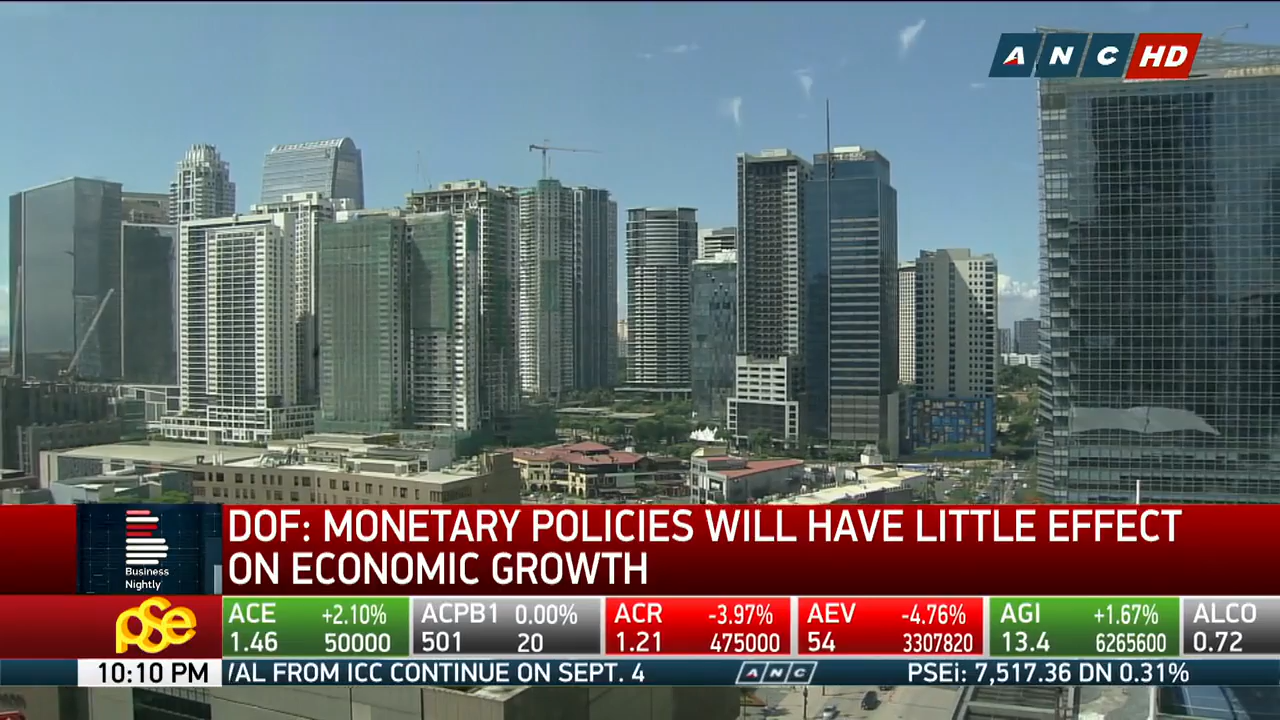 ANC HD
DOF: MONETARY POLICIES WILL HAVE LITTLE EFFECT
ON ECONOMIC GROWTH
Business
Nightly
pse
ACE +2.10%
1.46 50000
ACPB1 0.00%
501 20
ACR -3.97%
1.21 475000
AEV -4.76%
54 3307820
AGI +1.67%
13.4 6265600
ALCO
0.72
10:10 PM
/AL FROM ICC CONTINUE ON SEPT. 4
ANC
PSEi: 7,517.36 DN 0.31%